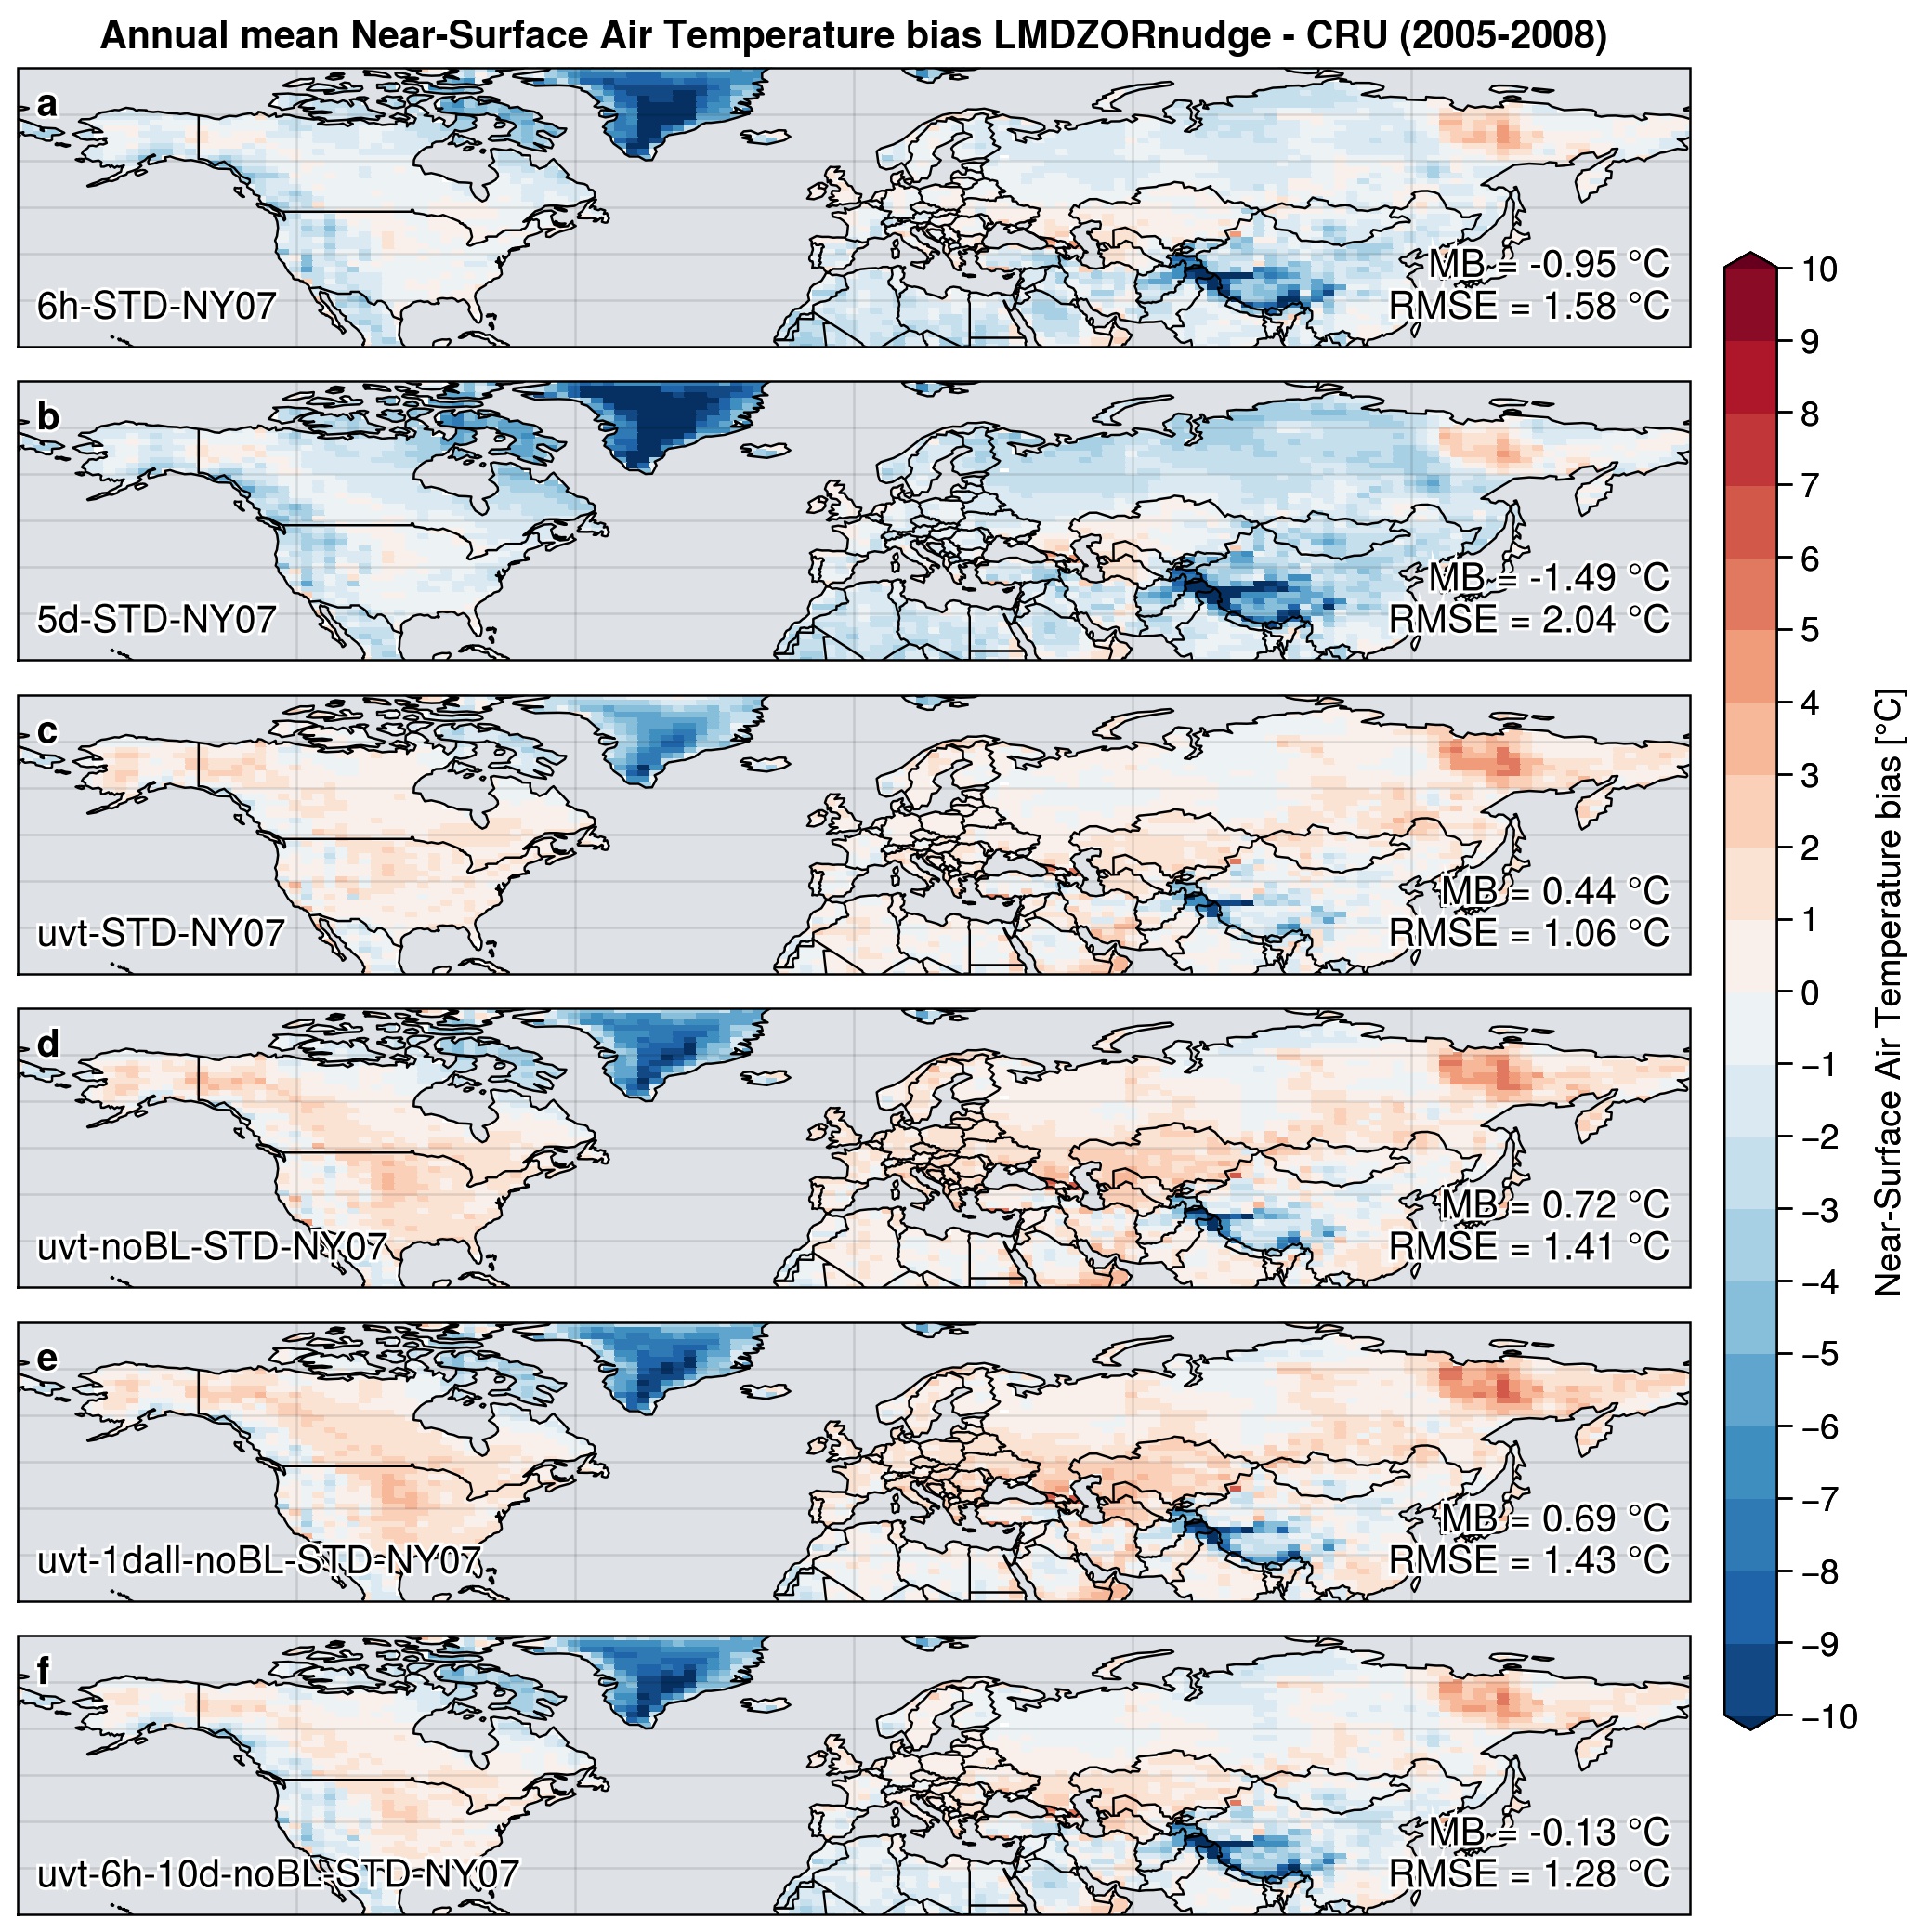 Annual mean Near-Surface Air Temperature bias LMDZORnudge - CRU (2005-2008)
a
MB = -0.95 °C
6h-STD-NY07
RMSE = 1.58 °C
b
MB = -1.49 °C
5d-STD-NY07
RMSE = 2.04 °C
c
MB = 0.44 °C
uvt-STD-NY07
RMSE = 1.06 °C
d
MB = 0.72 °C
uvt-noBL-STD-NY07
RMSE = 1.41 °C
e
MB = 0.69 °C
uvt-1dall-noBL-STD-NY07
RMSE = 1.43 °C
f
MB = -0.13 °C
uvt-6h-10d-noBL-STD-NY07
RMSE = 1.28 °C
10
9
8
7
6
5
4
3
2
1
0
−1
−2
−3
−4
−5
−6
−7
−8
−9
−10
Near-Surface Air Temperature bias [°C]